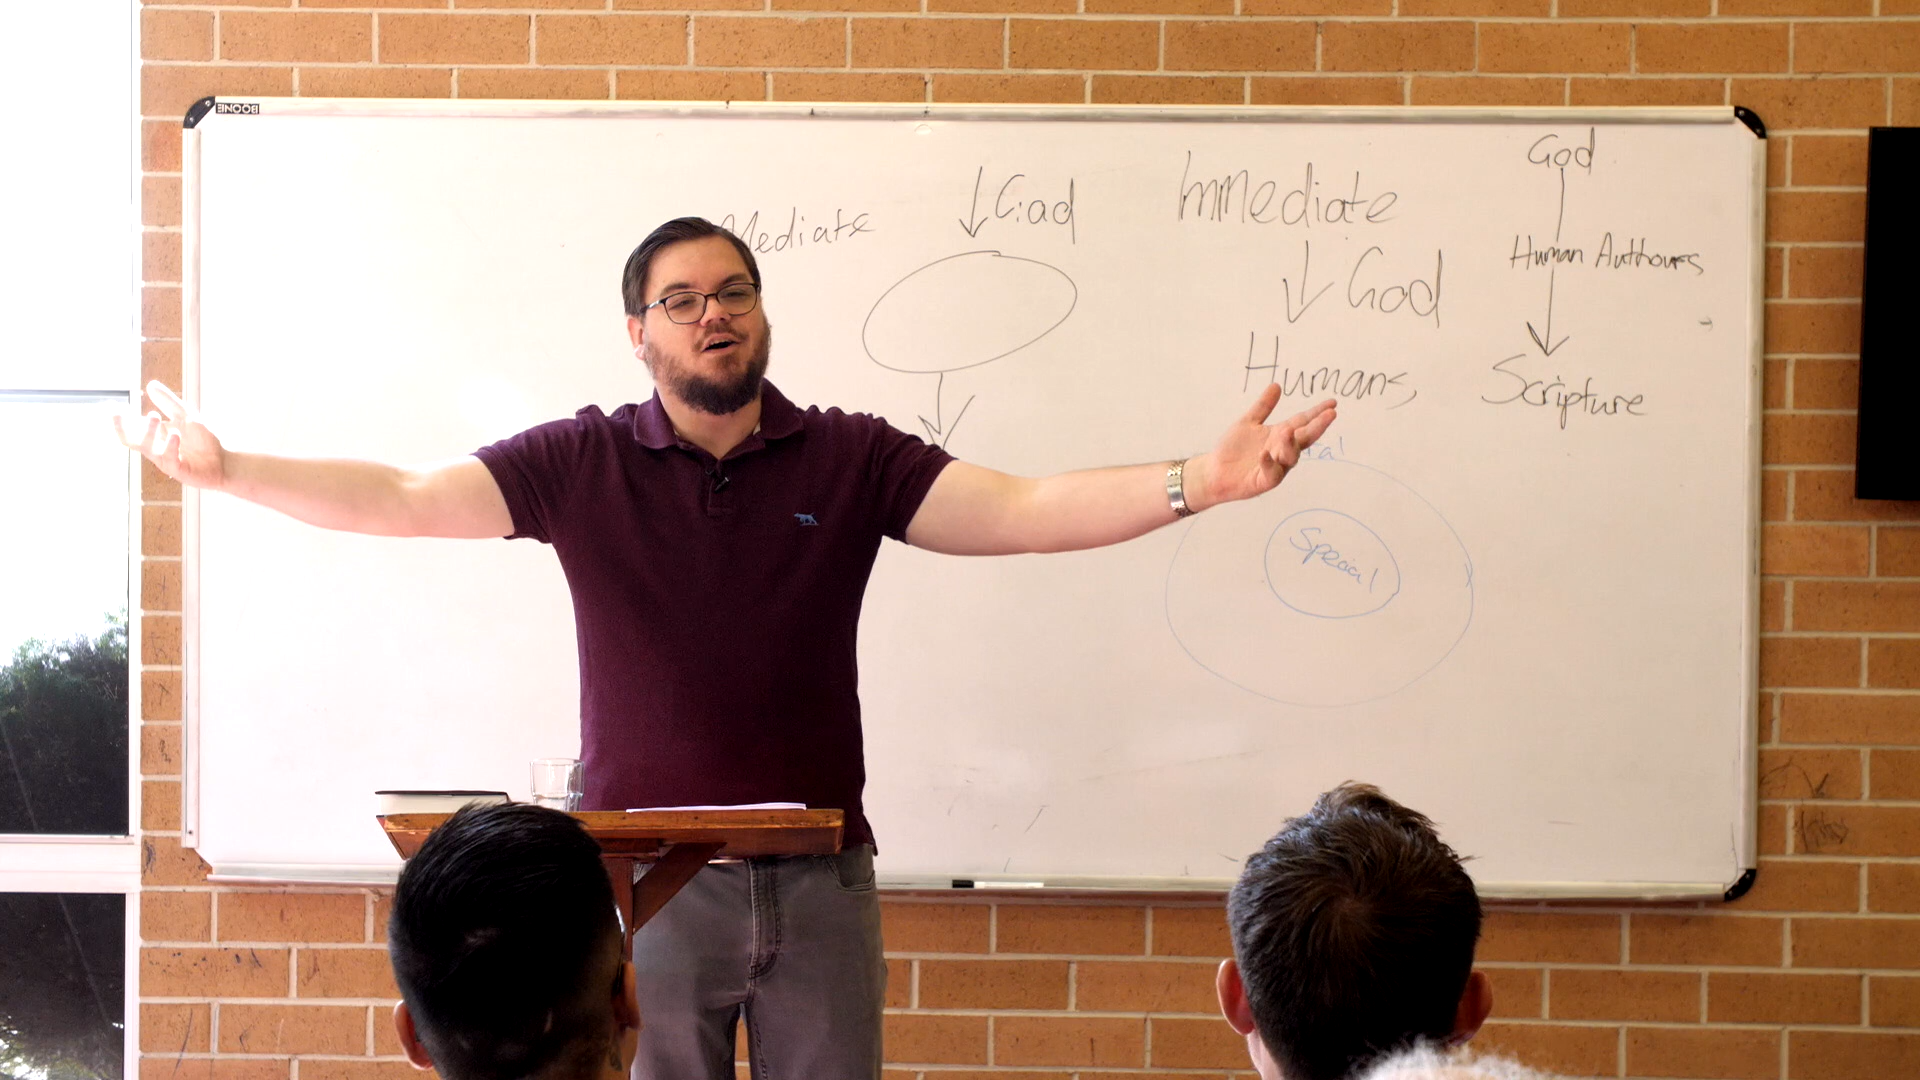 BOONE
Mediate
God
Immediate
God
Humans
God
Human Authours
Scripture
Special